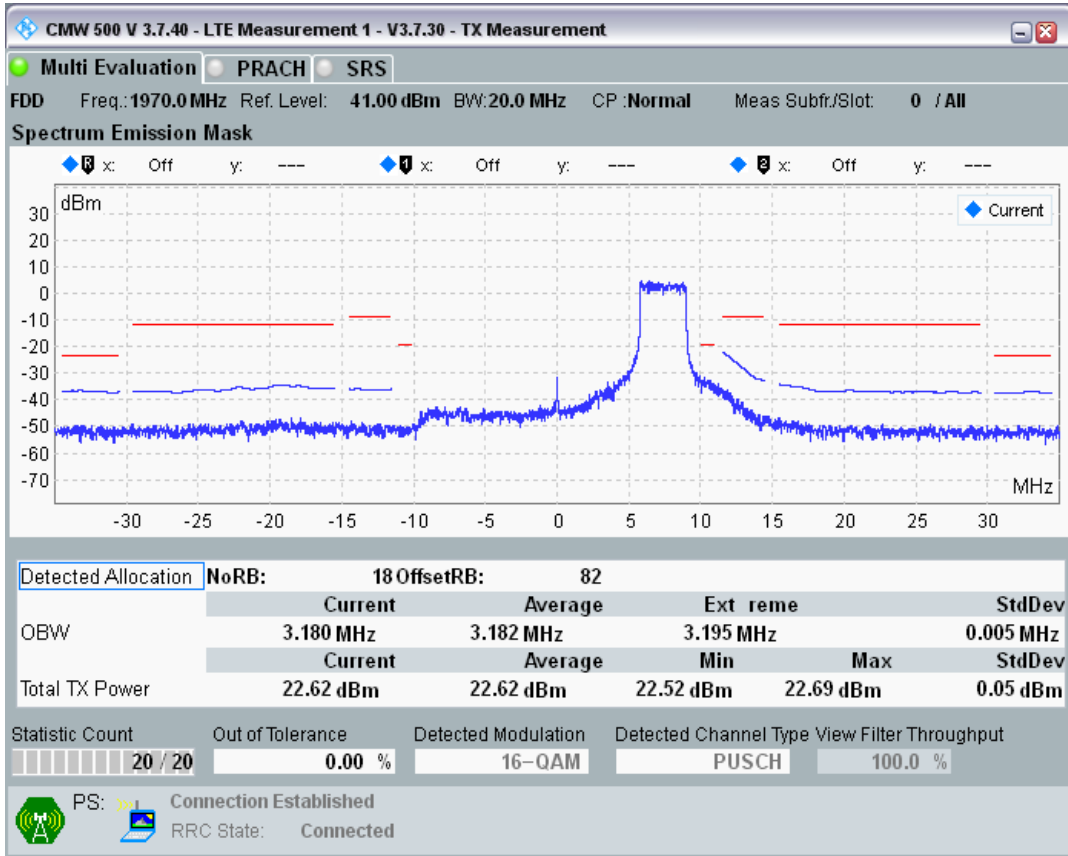 CMW 500 V 3.7.40 - LTE Measurement 1 - V3.7.30 - TX Measurement
Multi Evaluation PRACH SRS
FDD Freq.: 1970.0 MHz Ref. Level: 41.00 dBm BW: 20.0 MHz CP : Normal Meas Subfr./Slot: 0 / All
Spectrum Emission Mask
R x: Off y: --- 1 x: Off y: --- 2 x: Off y: ---
dBm
Current
30
20
10
0
-10
-20
-30
-40
-50
-60
-70
MHz
-30 -25 -20 -15 -10 -5 0 5 10 15 20 25 30
Detected Allocation NoRB: 18 OffsetRB: 82
Current Average Ext reme StdDev
OBW 3.180 MHz 3.182 MHz 3.195 MHz 0.005 MHz
Current Average Min Max StdDev
Total TX Power 22.62 dBm 22.62 dBm 22.52 dBm 22.69 dBm 0.05 dBm
Statistic Count Out of Tolerance Detected Modulation Detected Channel Type View Filter Throughput
20 / 20 0.00 % 16-QAM PUSCH 100.0 %
PS: Connection Established
RRC State: Connected